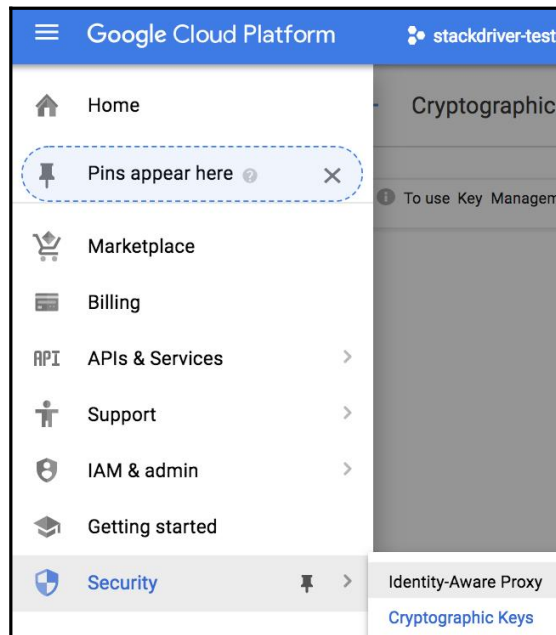 Google Cloud Platform
stackdriver-test
Home
Cryptographic
Pins appear here
To use Key Managem
Marketplace
Billing
API APIs & Services
Support
IAM & admin
Getting started
Security
Identity-Aware Proxy
Cryptographic Keys